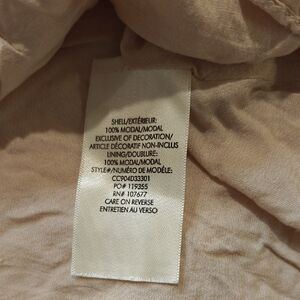 SHELL/EXTÉRIEUR:
100% MODAL/MODAL
EXCLUSIVE OF DECORATION/
ARTICLE DÉCORATIF NON-INCLUS
LINING/DOUBLURE:
100% MODAL/MODAL
STYLE#/NUMÉRO DE MODÈLE:
CC904D33301
PO# 119355
RN# 107677
CARE ON REVERSE
ENTRETIEN AU VERSO